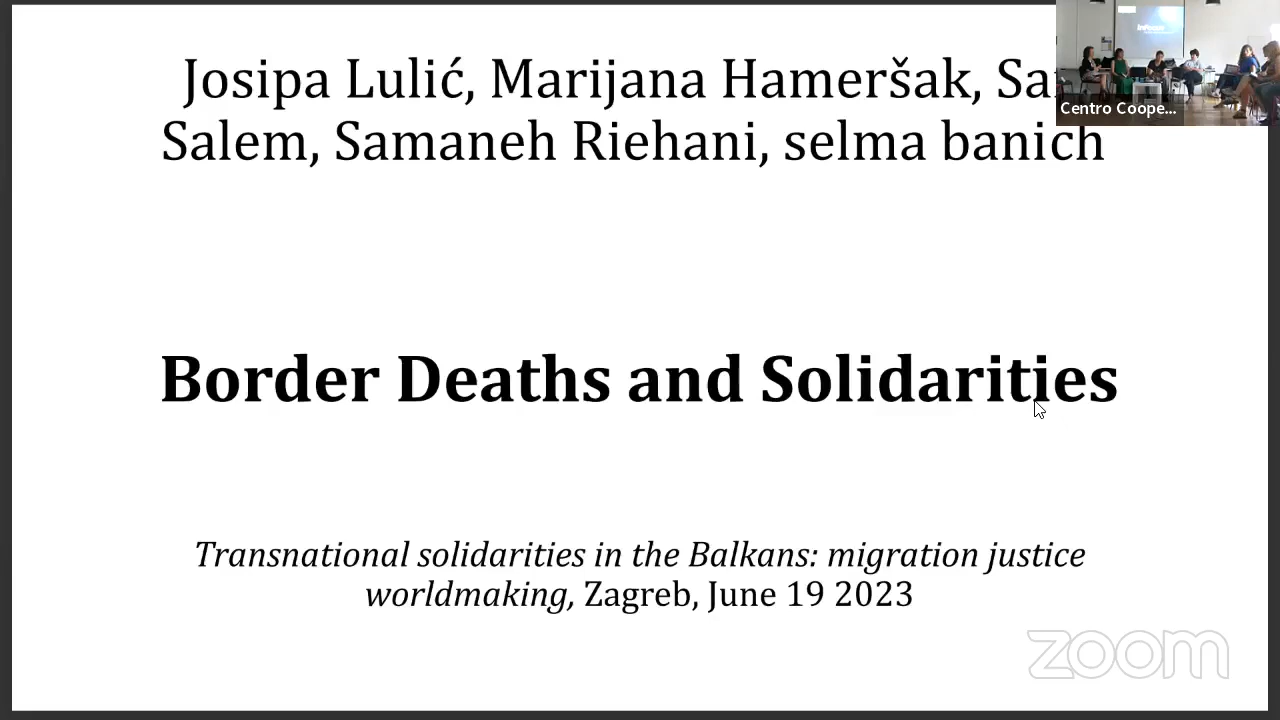 Josipa Lulić, Marijana Hameršak,
Salem, Samaneh Riehani, selma banich
Centro Coope...
Border Deaths and Solidarities
Transnational solidarities in the Balkans: migration justice
worldmaking, Zagreb, June 19 2023
zoom